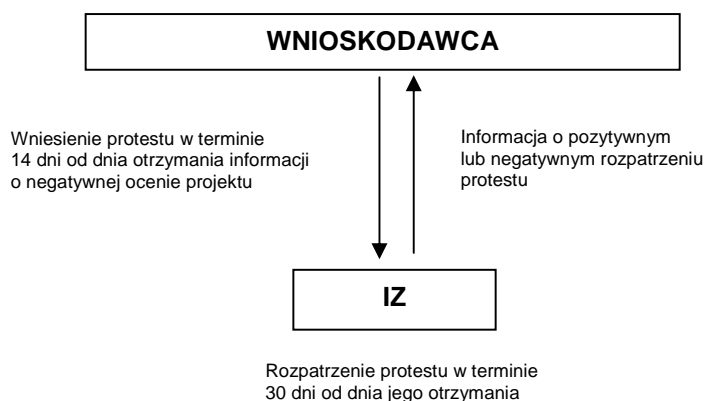 WNIOSKODAWCA
Wniesienie protestu w terminie
14 dni od dnia otrzymania informacji
o negatywnej ocenie projektu
Informacja o pozytywnym
lub negatywnym rozpatrzeniu
protestu
IZ
Rozpatrzenie protestu w terminie
30 dni od dnia jego otrzymania